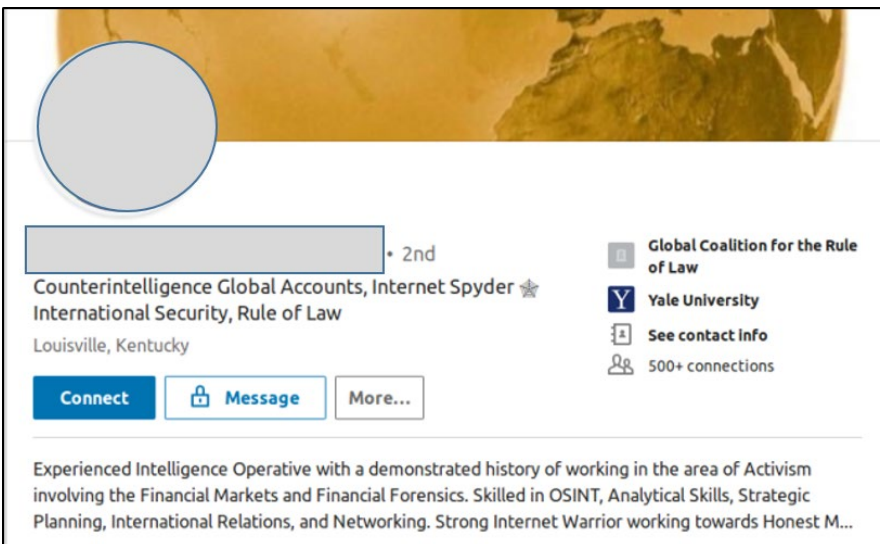 • 2nd
Counterintelligence Global Accounts, Internet Spyder
International Security, Rule of Law
Louisville, Kentucky
Connect
Message
More...
Global Coalition for the Rule
of Law
Y
Yale University
See contact info
500+ connections
Experienced Intelligence Operative with a demonstrated history of working in the area of Activism
involving the Financial Markets and Financial Forensics. Skilled in OSINT, Analytical Skills, Strategic
Planning, International Relations, and Networking. Strong Internet Warrior working towards Honest M...